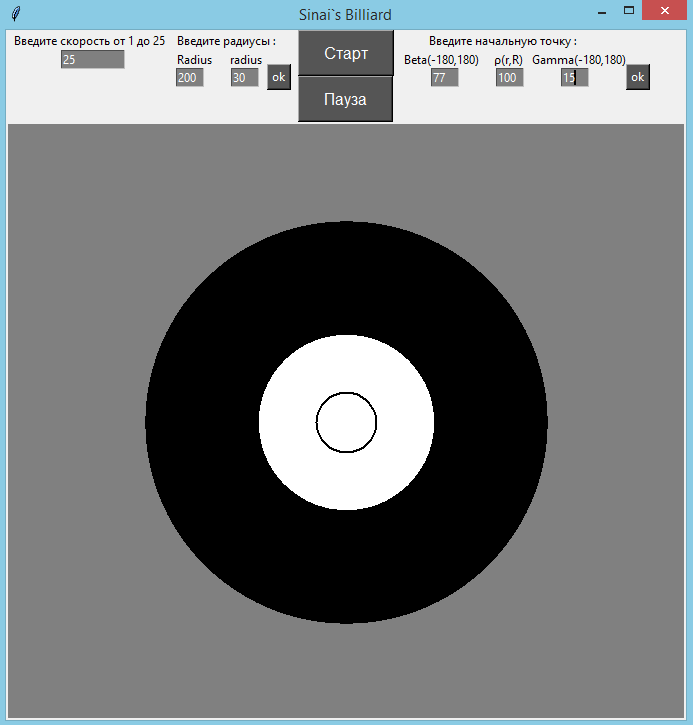 Sinai`s Billiard
Введите скорость от 1 до 25
25
Введите радиусы :
Radius radius
200 30 ok
Старт
Пауза
Введите начальную точку :
Beta(-180,180) ρ(r,R) Gamma(-180,180)
77 100 15 ok